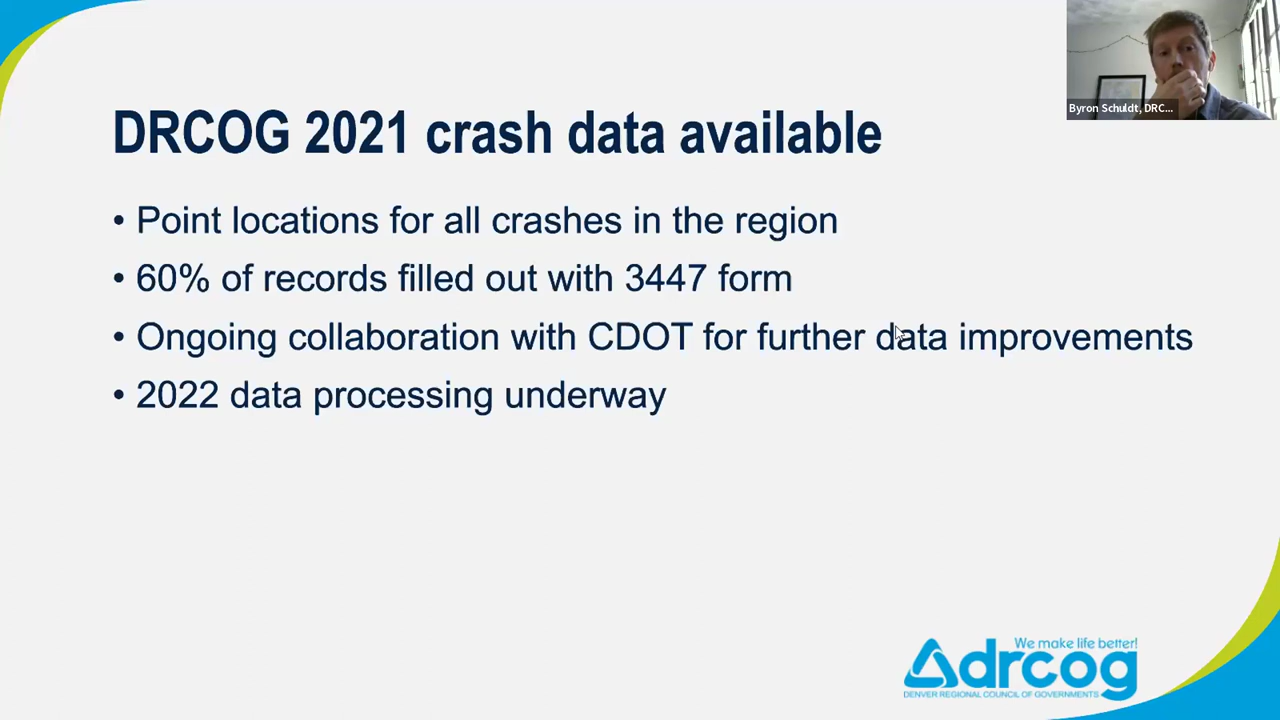 Byron Schuldt, DRC...
DRCOG 2021 crash data available
• Point locations for all crashes in the region
• 60% of records filled out with 3447 form
• Ongoing collaboration with CDOT for further data improvements
• 2022 data processing underway
We make life better!
drcog
DENVER REGIONAL COUNCIL OF GOVERNMENTS